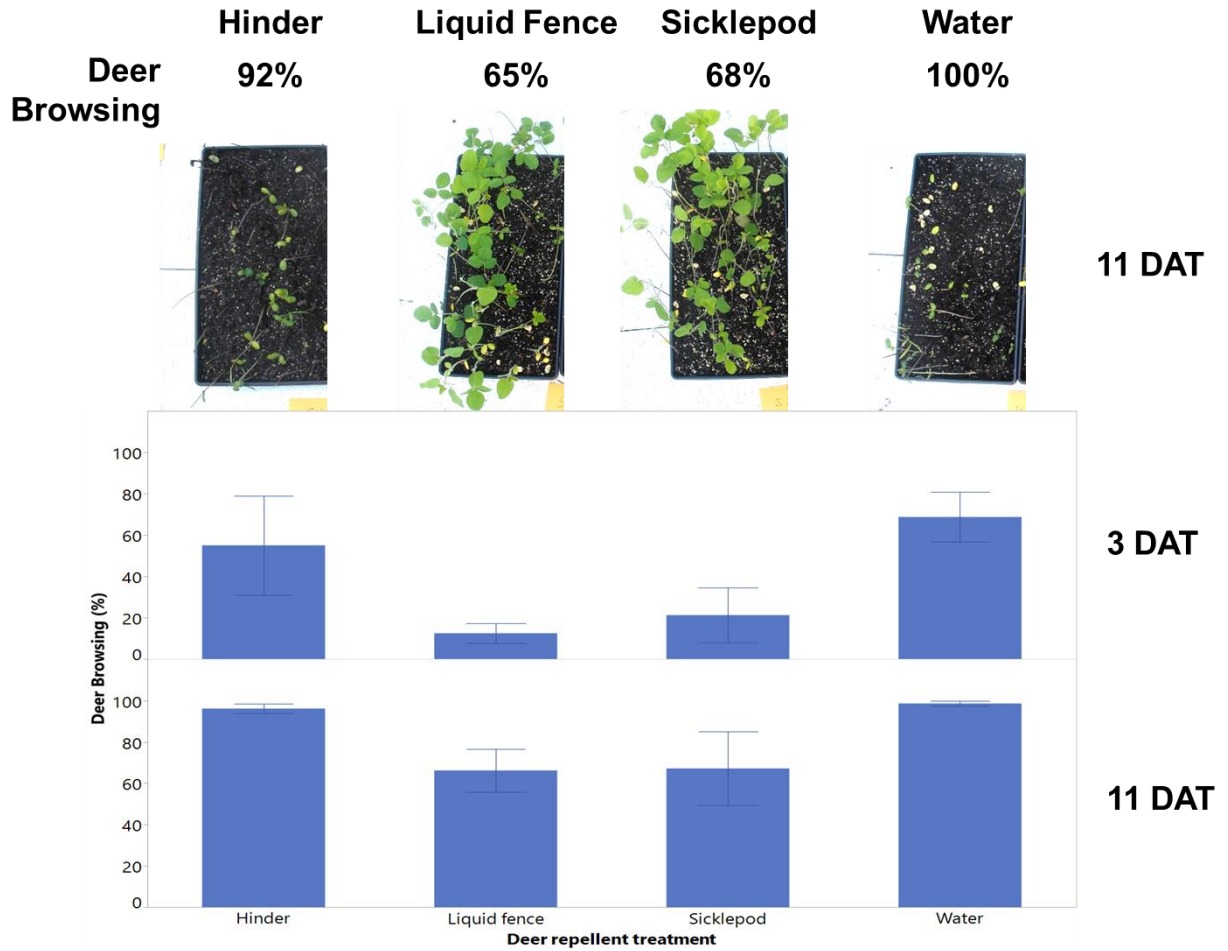 Hinder Liquid Fence Sicklepod Water
Deer Browsing 92% 65% 68% 100%
11 DAT
100
80
60
40
20
0
3 DAT
Deer Browsing (%)
100
80
60
40
20
0
11 DAT
Hinder Liquid fence Sicklepod Water
Deer repellent treatment